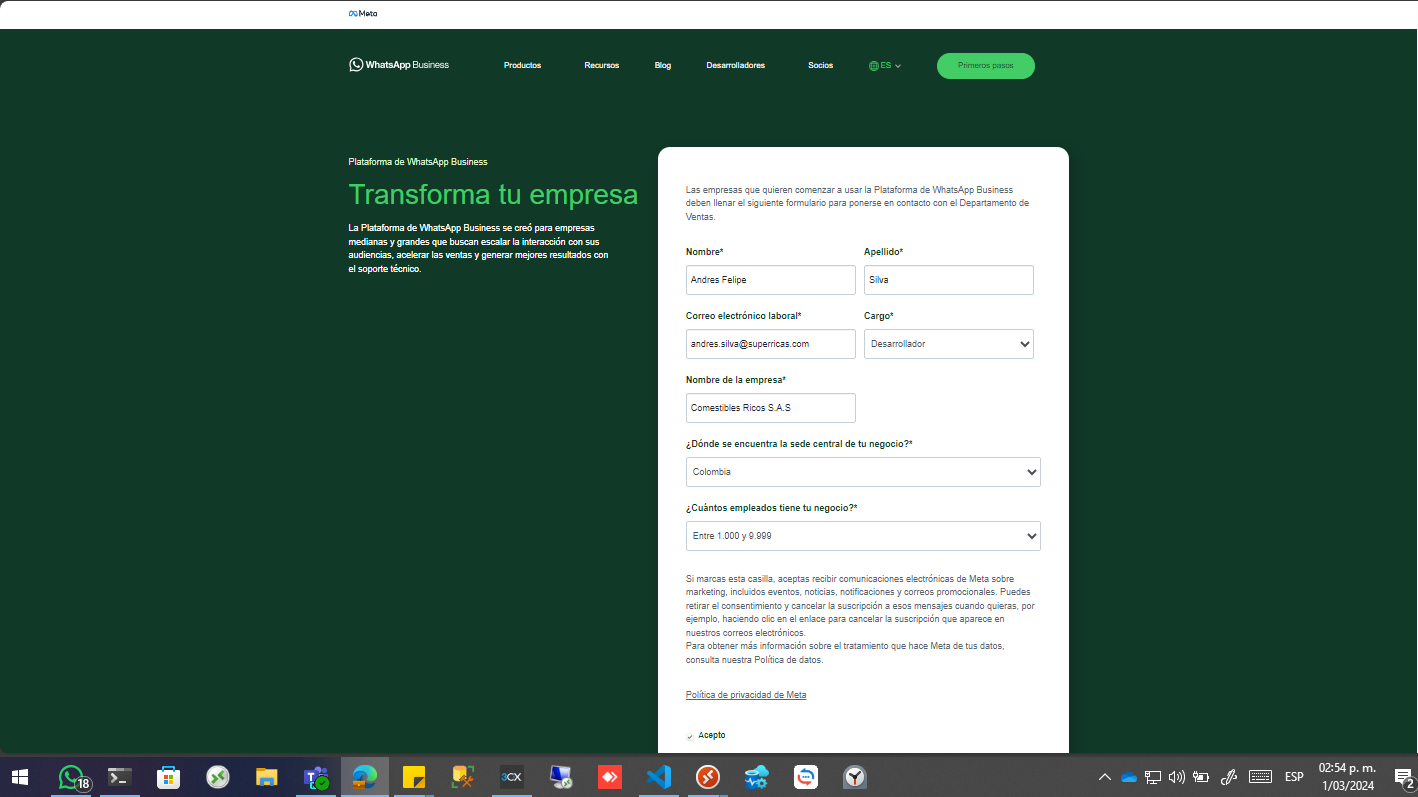 Meta
WhatsApp Business
Productos
Recursos
Blog
Desarrolladores
Socios
ES
Primeros pasos
Plataforma de WhatsApp Business
Transforma tu empresa
La Plataforma de WhatsApp Business se creó para empresas
medianas y grandes que buscan escalar la interacción con sus
audiencias, acelerar las ventas y generar mejores resultados con
el soporte técnico.
Las empresas que quieren comenzar a usar la Plataforma de WhatsApp Business
deben llenar el siguiente formulario para ponerse en contacto con el Departamento de
Ventas.
Nombre*
Apellido*
Andres Felipe
Silva
Correo electrónico laboral*
Cargo*
andres.silva@superricas.com
Desarrollador
Nombre de la empresa*
Comestibles Ricos S.A.S
¿Dónde se encuentra la sede central de tu negocio?*
Colombia
¿Cuántos empleados tiene tu negocio?*
Entre 1.000 y 9.999
Si marcas esta casilla, aceptas recibir comunicaciones electrónicas de Meta sobre
marketing, incluidos eventos, noticias, notificaciones y correos promocionales. Puedes
retirar el consentimiento y cancelar la suscripción a esos mensajes cuando quieras, por
ejemplo, haciendo clic en el enlace para cancelar la suscripción que aparece en
nuestros correos electrónicos.
Para obtener más información sobre el tratamiento que hace Meta de tus datos,
consulta nuestra Política de datos.
Política de privacidad de Meta
Acepto
18
3CX
ESP
02:54 p. m.
1/03/2024
2